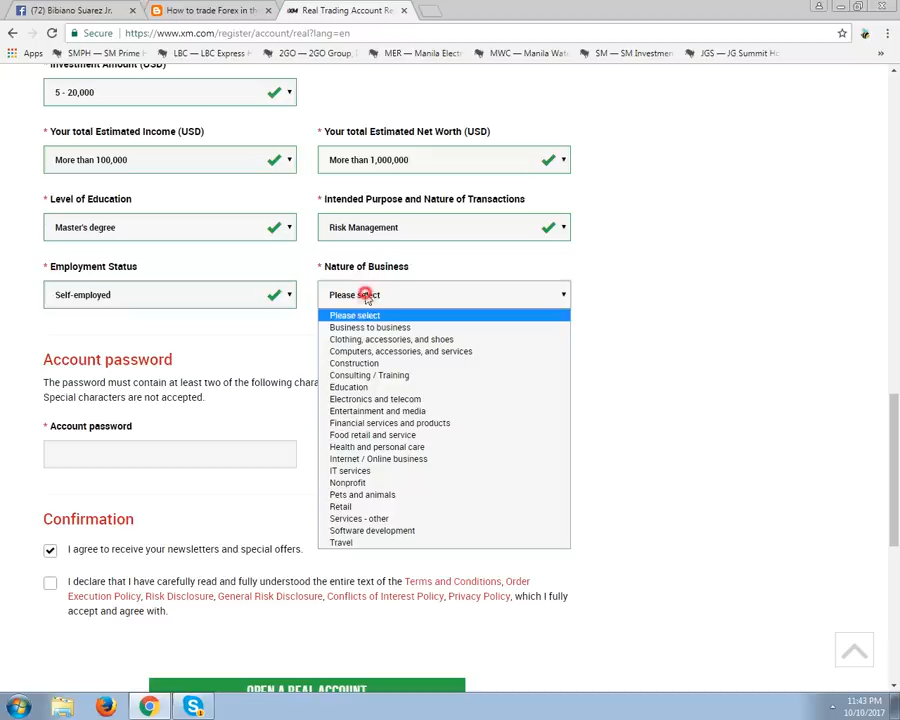 (72) Bibiano Suarez Jr.
How to trade Forex in th
XM Real Trading Account Re
Secure
https://www.xm.com/register/account/real?lang=en
Apps
SMPH — SM Prime H
LBC — LBC Express H
2GO — 2GO Group, I
MER — Manila Electr
MWC — Manila Wate
SM — SM Investmen
JGS — JG Summit Ho
»
Investment Amount (USD)
5 - 20,000
* Your total Estimated Income (USD)
* Your total Estimated Net Worth (USD)
More than 100,000
More than 1,000,000
* Level of Education
* Intended Purpose and Nature of Transactions
Master's degree
Risk Management
* Employment Status
* Nature of Business
Self-employed
Please select
Please select
Business to business
Clothing, accessories, and shoes
Computers, accessories, and services
Construction
Consulting / Training
Education
Electronics and telecom
Entertainment and media
Financial services and products
Food retail and service
Health and personal care
Internet / Online business
IT services
Nonprofit
Pets and animals
Retail
Services - other
Software development
Travel
Account password
The password must contain at least two of the following chara
Special characters are not accepted.
* Account password
Confirmation
I agree to receive your newsletters and special offers.
I declare that I have carefully read and fully understood the entire text of the Terms and Conditions, Order
Execution Policy, Risk Disclosure, General Risk Disclosure, Conflicts of Interest Policy, Privacy Policy, which I fully
accept and agree with.
OPEN A REAL ACCOUNT
11:43 PM
10/10/2017